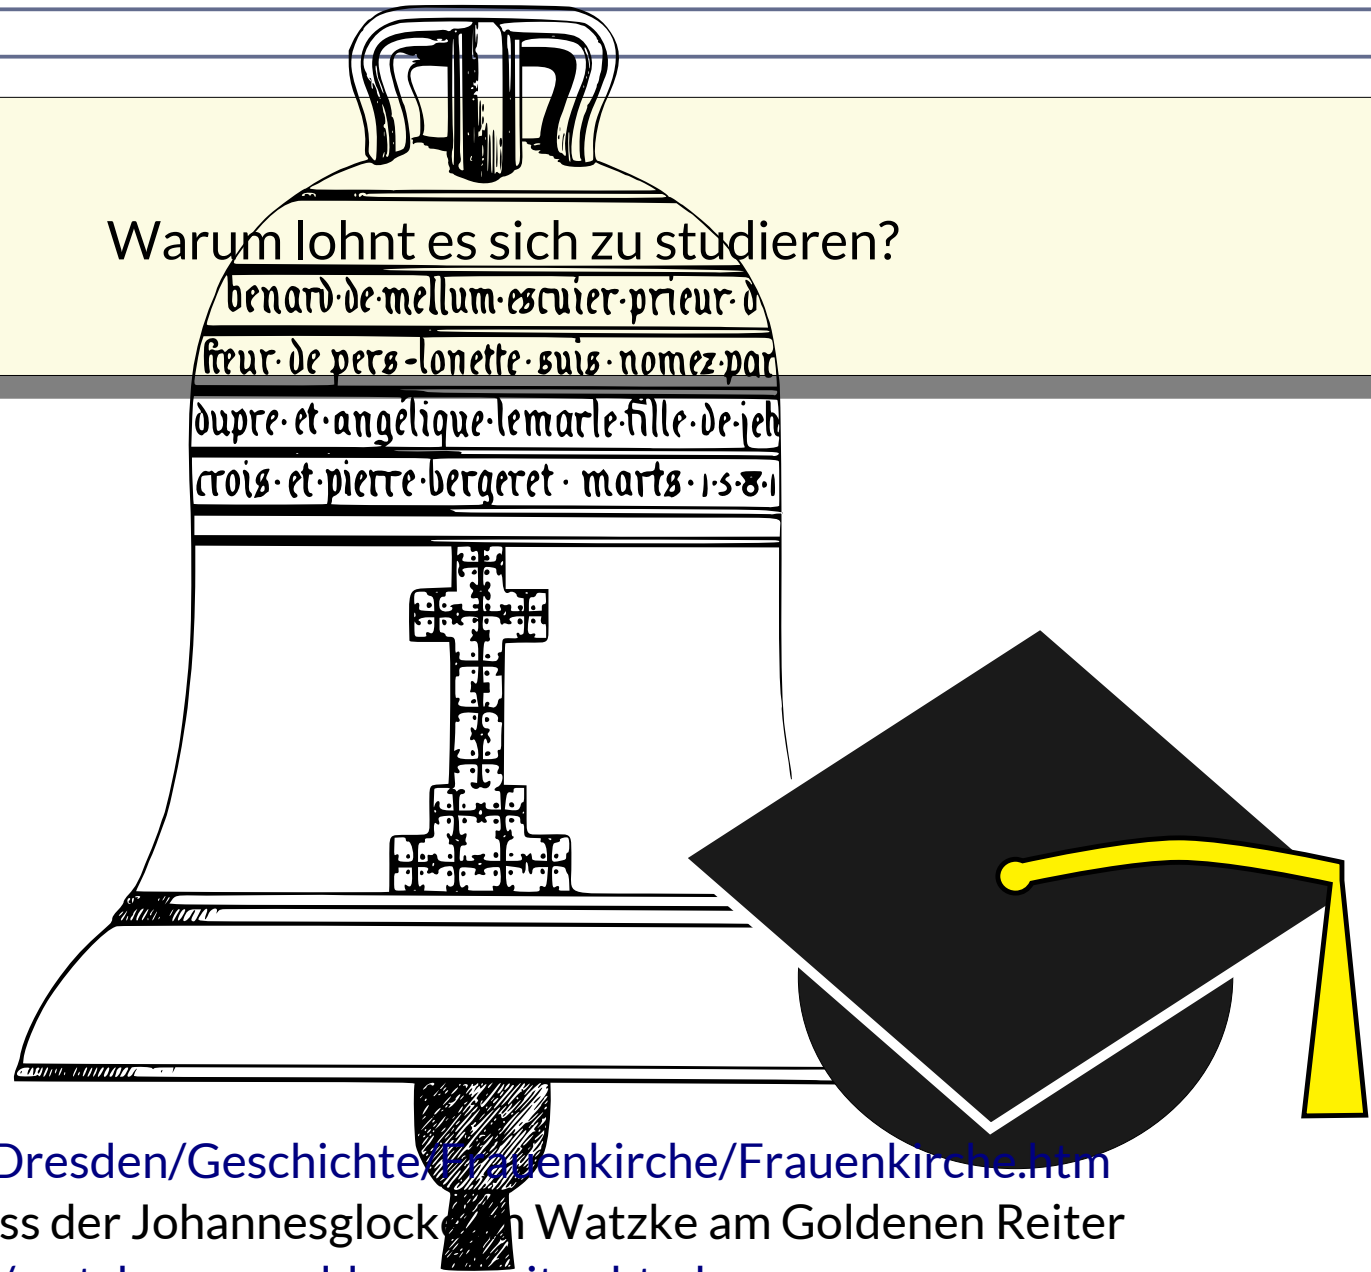 Warum lohnt es sich zu studieren?
benard·de·mellum·escuier·prieur·d
freur·de pers-lonette·suis·nomez·par
dupre·et·angélique·lemarle·fille·de·jeh
crois·et·pierre·bergeret·marts·1·5·8·1
Dresden/Geschichte/Frauenkirche/Frauenkirche.htm
ss der Johannesglocke Watzke am Goldenen Reiter